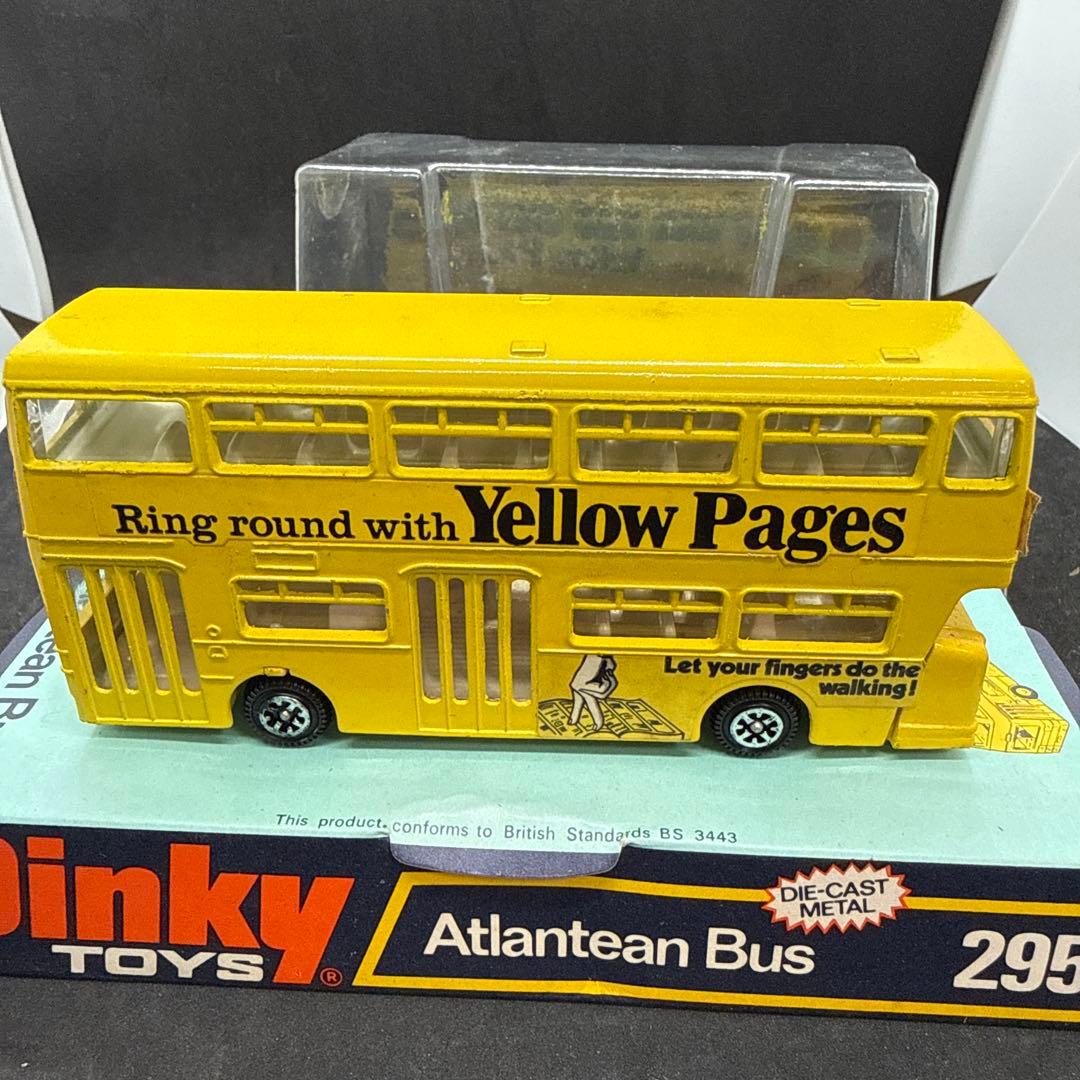 Ring round with Yellow Pages
Let your fingers do the
walking!
This product conforms to British Standards BS 3443
Dinky
TOYS®
Atlantean Bus
DIE-CAST
METAL
295